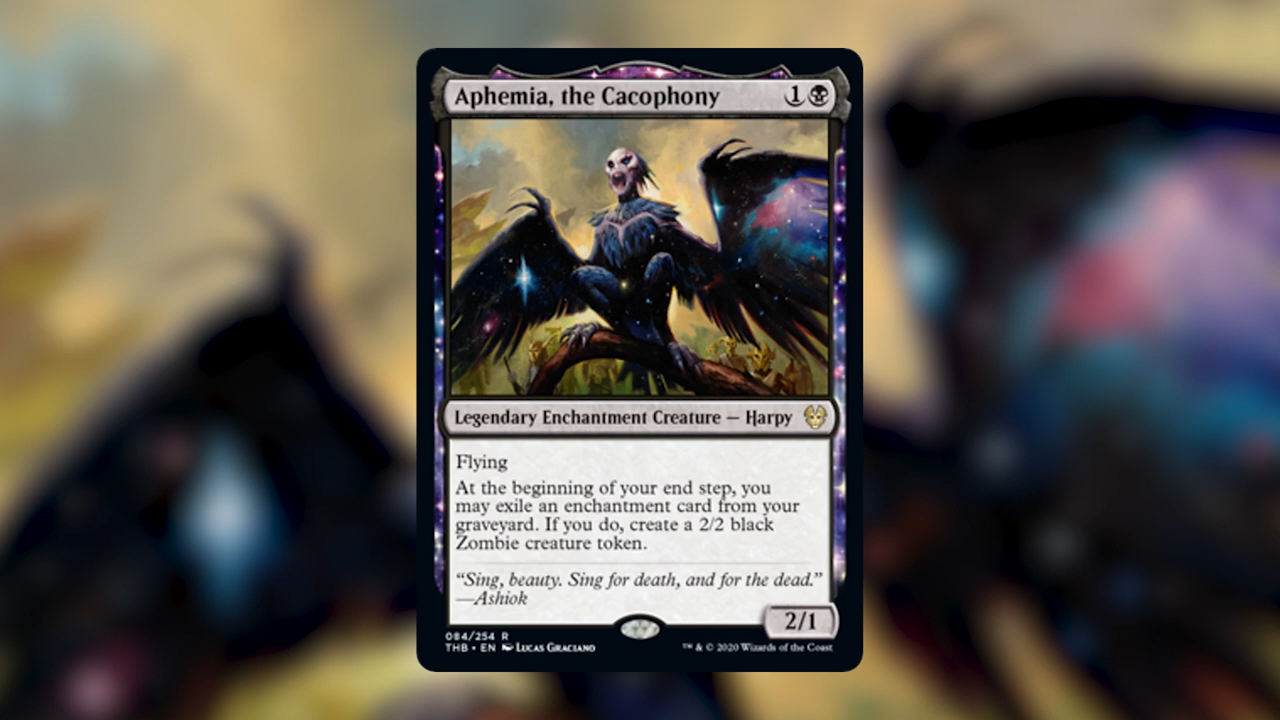 Aphemia, the Cacophony 1
Legendary Enchantment Creature — Harpy
Flying
At the beginning of your end step, you
may exile an enchantment card from your
graveyard. If you do, create a 2/2 black
Zombie creature token.
“Sing, beauty. Sing for death, and for the dead.”
—Ashiok
2/1
084/254 R
THB • EN Lucas Graciano
™ & © 2020 Wizards of the Coast